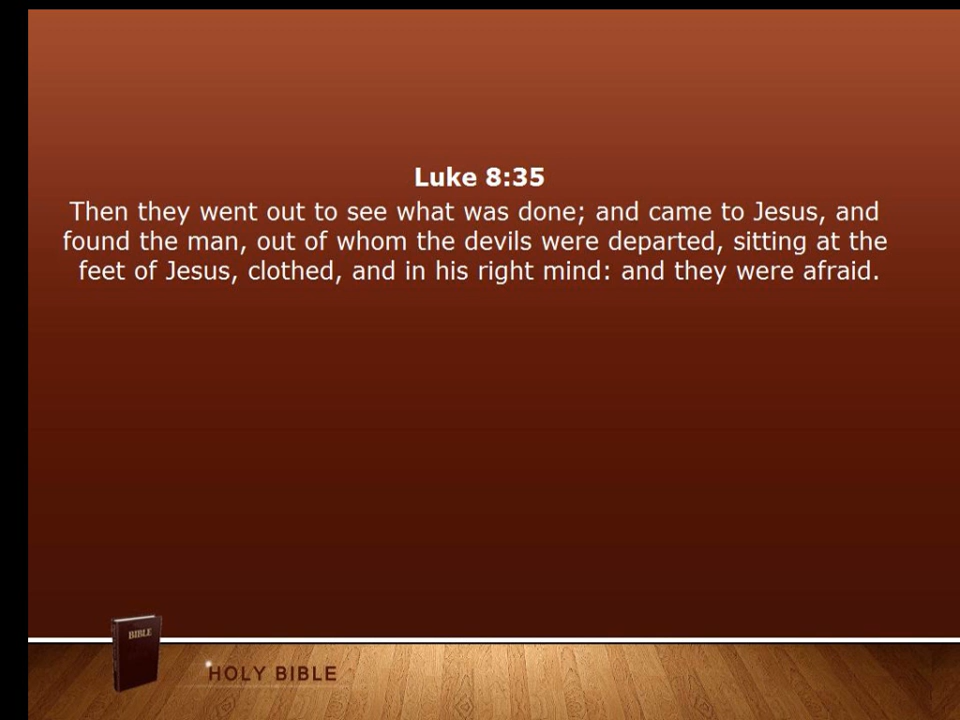 Luke 8:35
Then they went out to see what was done; and came to Jesus, and
found the man, out of whom the devils were departed, sitting at the
feet of Jesus, clothed, and in his right mind: and they were afraid.
BIBLE
HOLY BIBLE